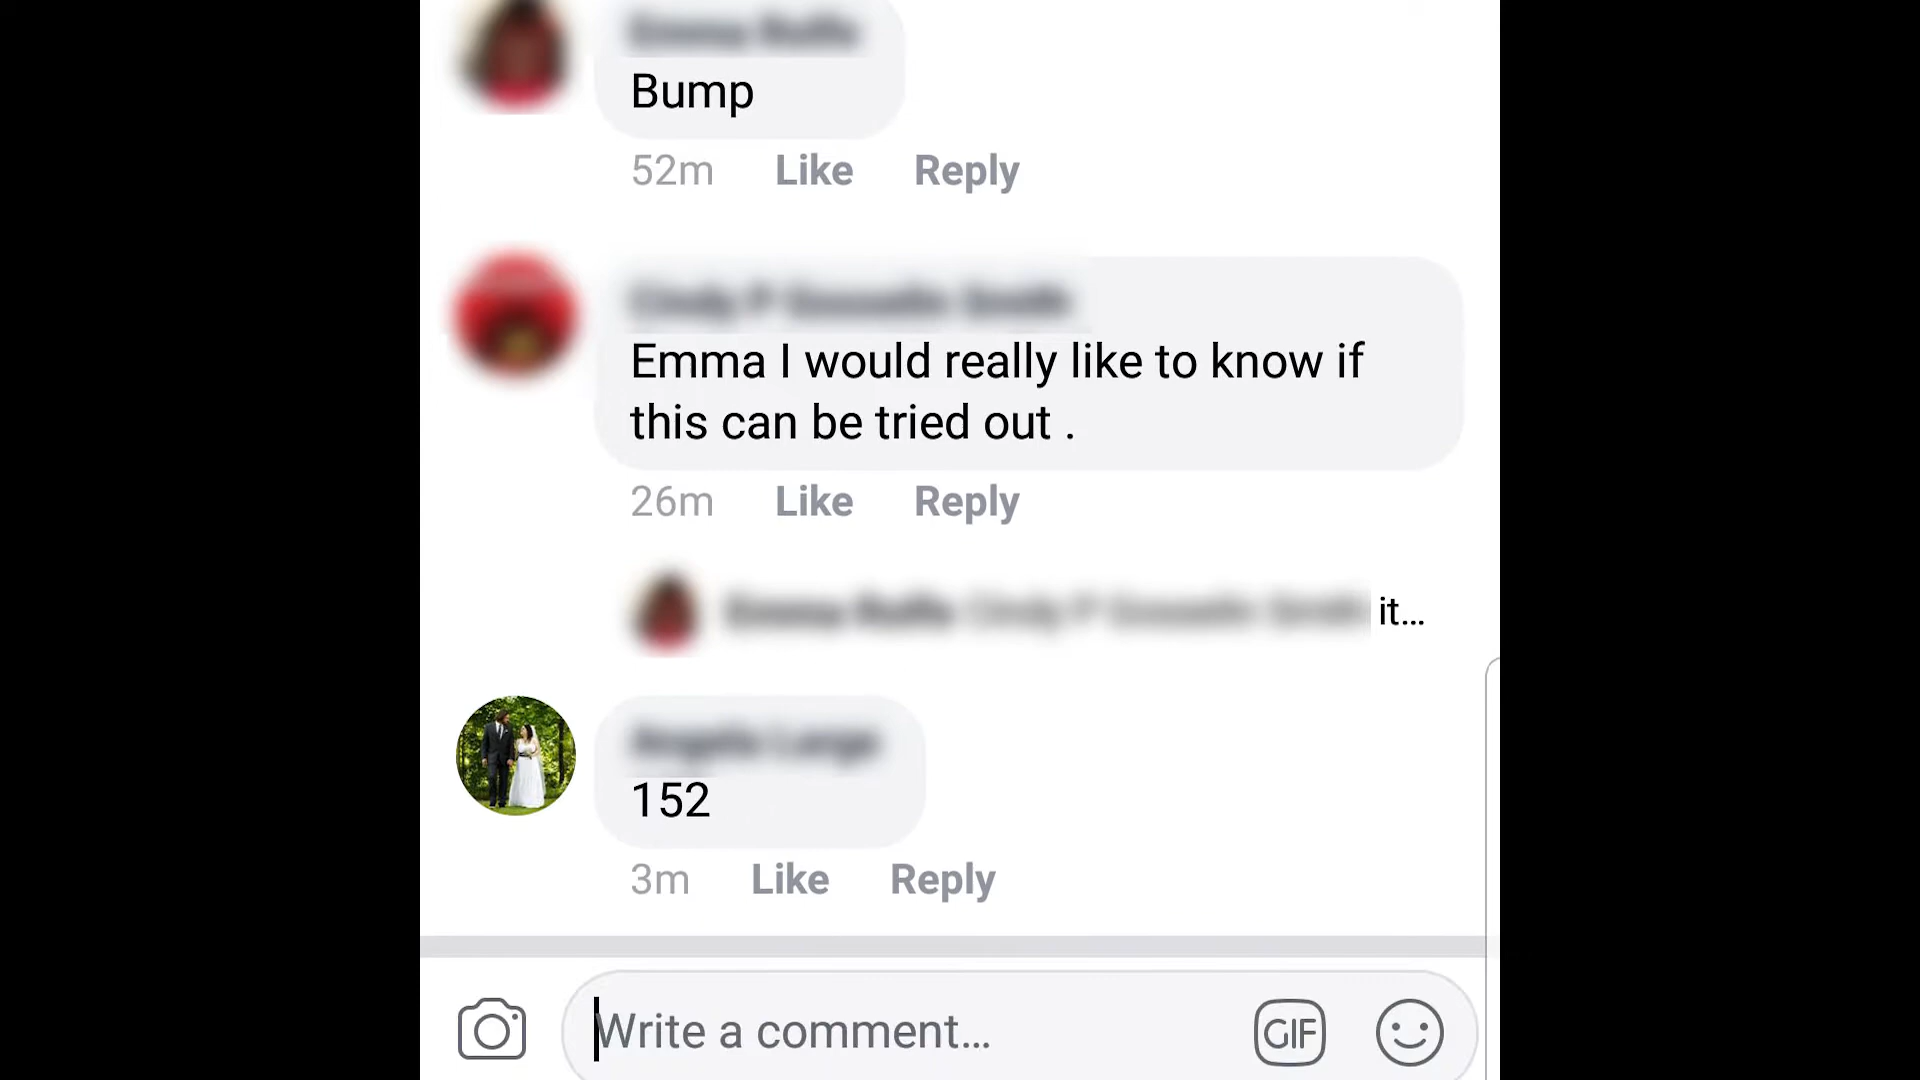 Bump
52m Like Reply
Emma I would really like to know if
this can be tried out .
26m Like Reply
it...
152
3m Like Reply
Write a comment...
GIF